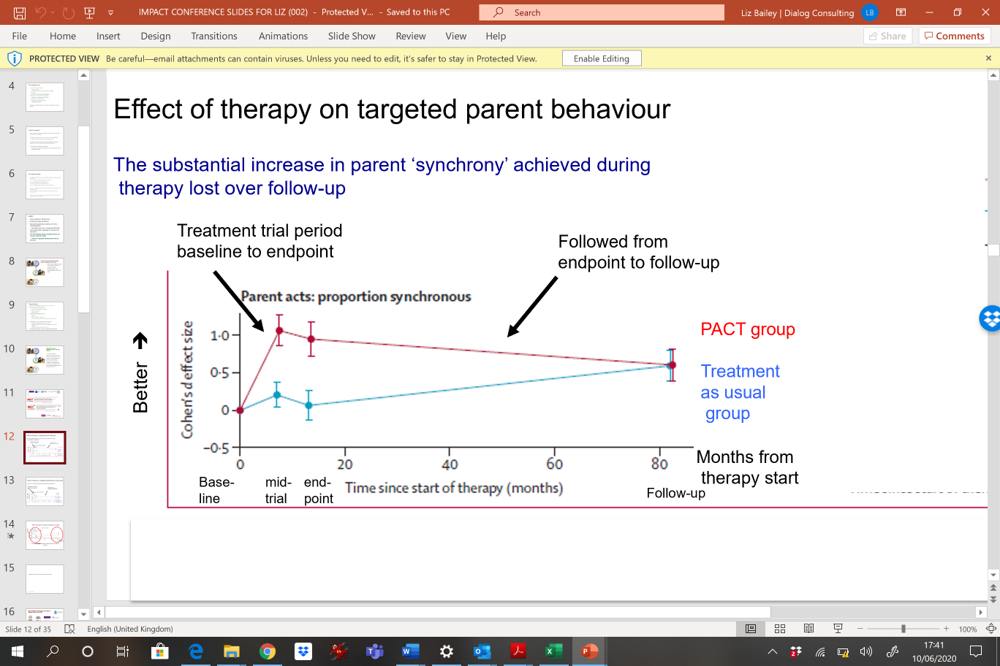 IMPACT CONFERENCE SLIDES FOR LIZ (002) - Protected V... - Saved to this PC
Search
Liz Bailey | Dialog Consulting
LB
File Home Insert Design Transitions Animations Slide Show Review View Help
Share
Comments
PROTECTED VIEW Be careful—email attachments can contain viruses. Unless you need to edit, it's safer to stay in Protected View.
Enable Editing
4
5
6
7
8
9
10
11
12
13
14
15
16
Effect of therapy on targeted parent behaviour
The substantial increase in parent ‘synchrony’ achieved during
therapy lost over follow-up
Treatment trial period
baseline to endpoint
Followed from
endpoint to follow-up
Parent acts: proportion synchronous
Better
Cohen's d effect size
1·0
0·5
0
–0·5
0 20 40 60 80
Time since start of therapy (months)
Base-
line
mid-
trial
end-
point
Follow-up
PACT group
Treatment
as usual
group
Months from
therapy start
Slide 12 of 35
English (United Kingdom)
100%
17:41
10/06/2020